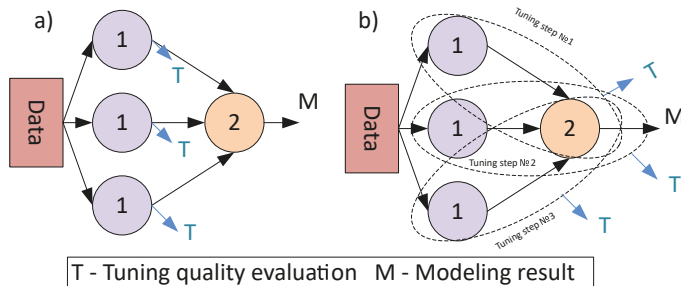 a)
1
T
Data
1
T
2
M
1
T
b)
Tuning step №1
1
T
Data
1
2
M
Tuning step №2
T
1
T
Tuning step №3
T - Tuning quality evaluation M - Modeling result